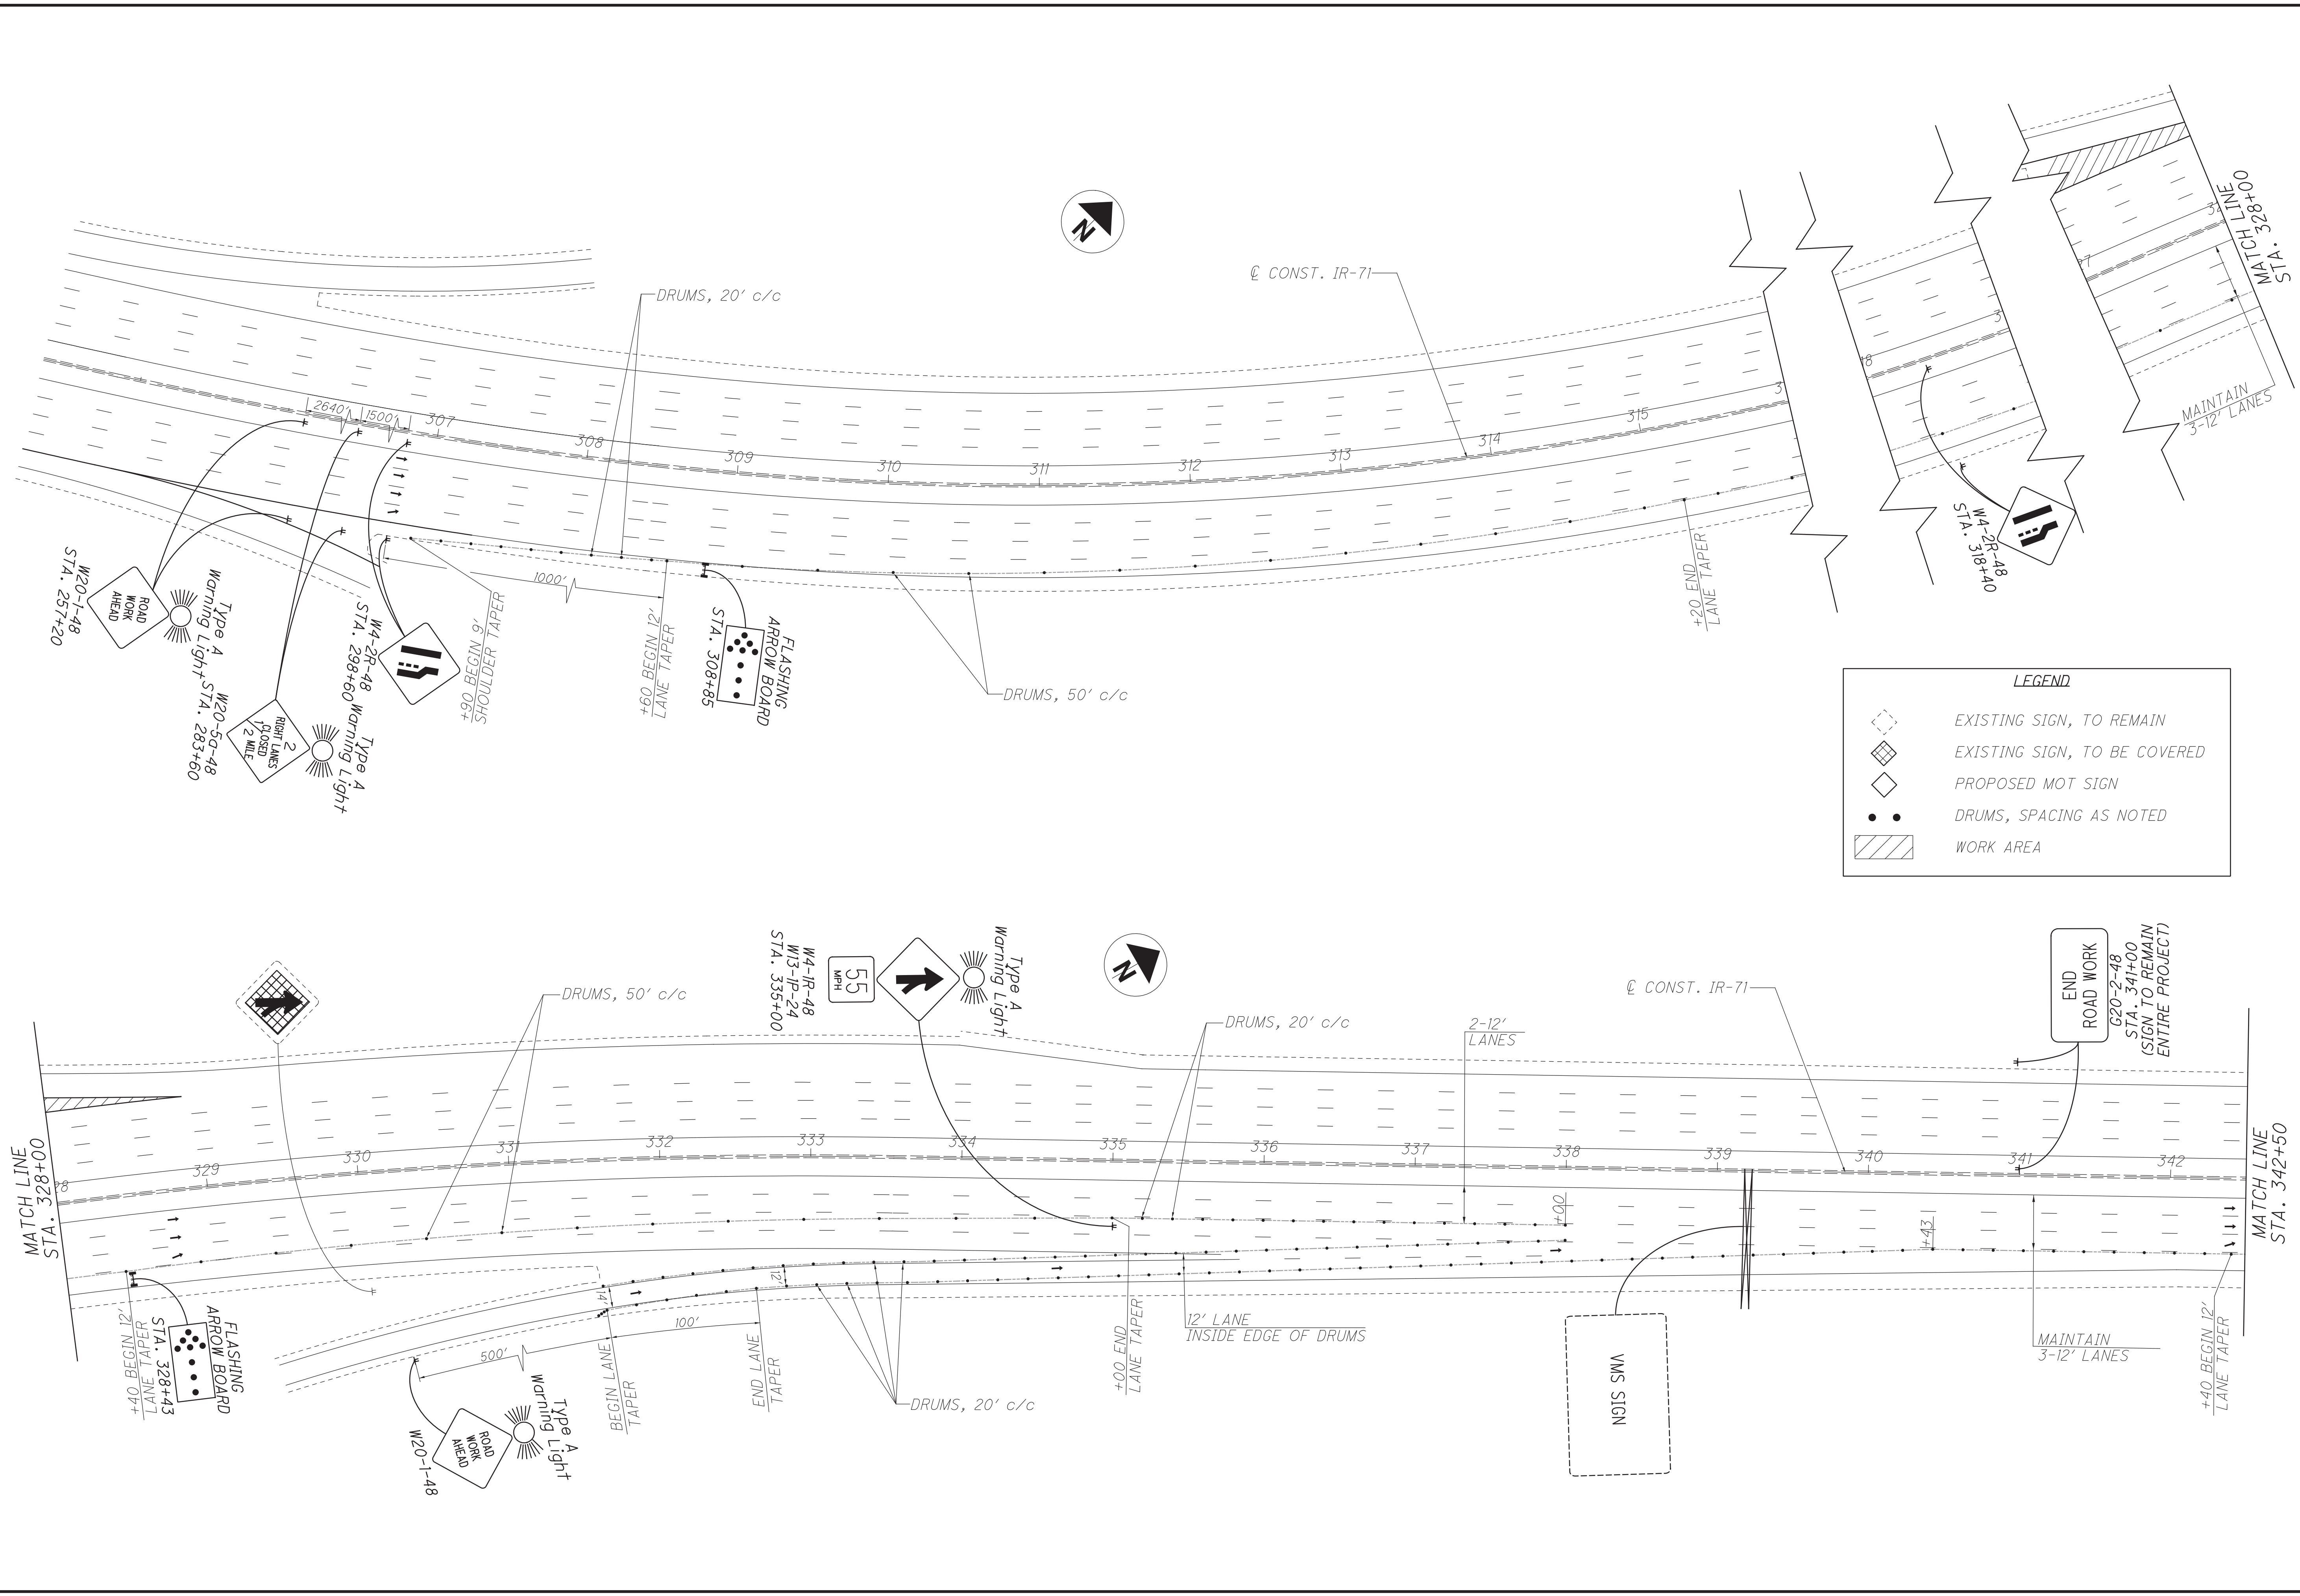 N
DRUMS, 20' c/c
℄ CONST. IR-71
2640'
1500'
307
308
309
310
311
312
313
314
315
3
18
3
27
32
MATCH LINE
STA. 328+00
MAINTAIN
3-12' LANES
W4-2R-48
STA. 318+40
1000'
W20-1-48
STA. 257+20
ROAD
WORK
AHEAD
Type A
Warning Light
W20-5a-48
STA. 283+60
2
RIGHT LANES
CLOSED
1/2 MILE
Type A
Warning Light
W4-2R-48
STA. 298+60
+90 BEGIN 9'
SHOULDER TAPER
+60 BEGIN 12'
LANE TAPER
FLASHING
ARROW BOARD
STA. 308+85
DRUMS, 50' c/c
+20 END
LANE TAPER
LEGEND
EXISTING SIGN, TO REMAIN
EXISTING SIGN, TO BE COVERED
PROPOSED MOT SIGN
DRUMS, SPACING AS NOTED
WORK AREA
MATCH LINE
STA. 328+00
DRUMS, 50' c/c
W4-1R-48
W13-1P-24
STA. 335+00
55
MPH
Type A
Warning Light
N
DRUMS, 20' c/c
2-12'
LANES
℄ CONST. IR-71
END
ROAD WORK
G20-2-48
STA. 341+00
(SIGN TO REMAIN
ENTIRE PROJECT)
28
329
330
331
332
333
334
335
336
337
338
339
340
341
342
+00
+43
MATCH LINE
STA. 342+50
+40 BEGIN 12'
LANE TAPER
FLASHING
ARROW BOARD
STA. 328+43
14'
12'
100'
500'
BEGIN LANE
TAPER
END LANE
TAPER
DRUMS, 20' c/c
W20-1-48
ROAD
WORK
AHEAD
Type A
Warning Light
+00 END
LANE TAPER
12' LANE
INSIDE EDGE OF DRUMS
VMS SIGN
MAINTAIN
3-12' LANES
+40 BEGIN 12'
LANE TAPER